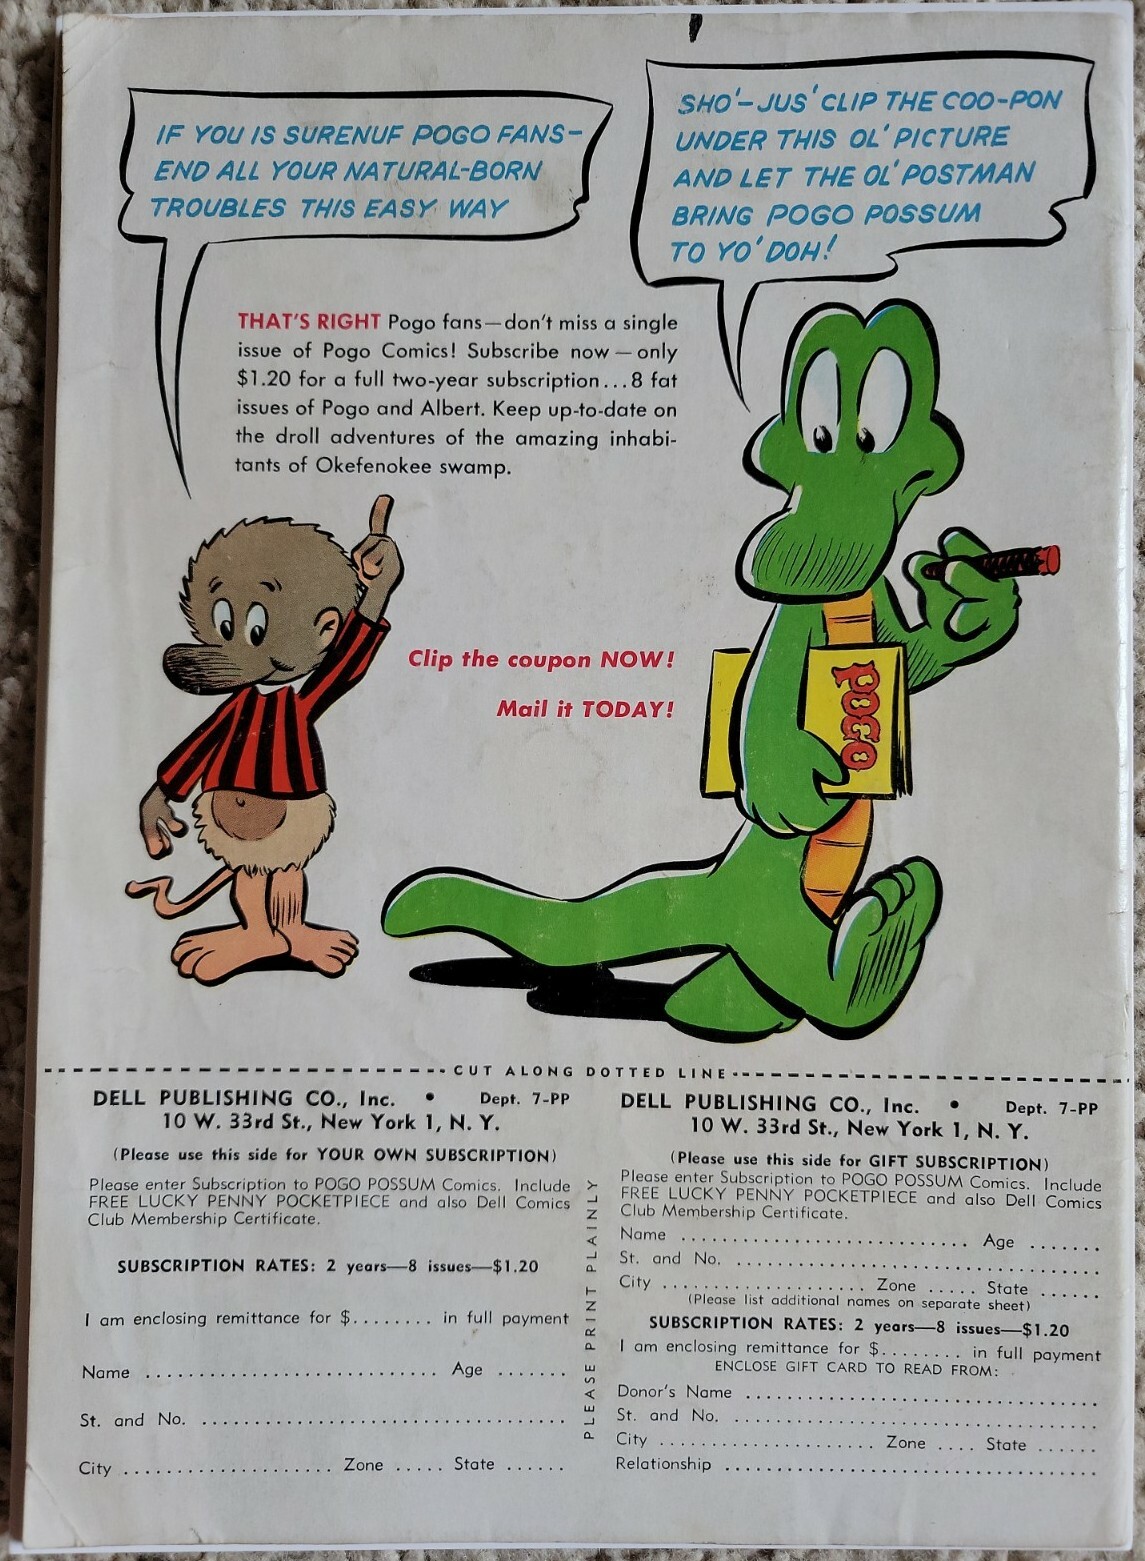 IF YOU IS SURENUF POGO FANS-
END ALL YOUR NATURAL-BORN
TROUBLES THIS EASY WAY
SHO'-JUS' CLIP THE COO-PON
UNDER THIS OL' PICTURE
AND LET THE OL' POSTMAN
BRING POGO POSSUM
TO YO' DOH!
THAT'S RIGHT Pogo fans—don't miss a single
issue of Pogo Comics! Subscribe now — only
$1.20 for a full two-year subscription...8 fat
issues of Pogo and Albert. Keep up-to-date on
the droll adventures of the amazing inhabi-
tants of Okefenokee swamp.
Clip the coupon NOW!
Mail it TODAY!
POGO
CUT ALONG DOTTED LINE
DELL PUBLISHING CO., Inc. • Dept. 7-PP
10 W. 33rd St., New York 1, N. Y.
(Please use this side for YOUR OWN SUBSCRIPTION)
Please enter Subscription to POGO POSSUM Comics. Include
FREE LUCKY PENNY POCKETPIECE and also Dell Comics
Club Membership Certificate.
SUBSCRIPTION RATES: 2 years—8 issues—$1.20
I am enclosing remittance for $........ in full payment
Name .............................. Age .......
St. and No. .....................................
City ...................... Zone ..... State ......
PLEASE PRINT PLAINLY
DELL PUBLISHING CO., Inc. • Dept. 7-PP
10 W. 33rd St., New York 1, N. Y.
(Please use this side for GIFT SUBSCRIPTION)
Please enter Subscription to POGO POSSUM Comics. Include
FREE LUCKY PENNY POCKETPIECE and also Dell Comics
Club Membership Certificate.
Name .............................. Age .......
St. and No. .....................................
City ...................... Zone ..... State ......
(Please list additional names on separate sheet)
SUBSCRIPTION RATES: 2 years—8 issues—$1.20
I am enclosing remittance for $........ in full payment
ENCLOSE GIFT CARD TO READ FROM:
Donor's Name .....................................
St. and No. .....................................
City ...................... Zone .... State ......
Relationship .....................................